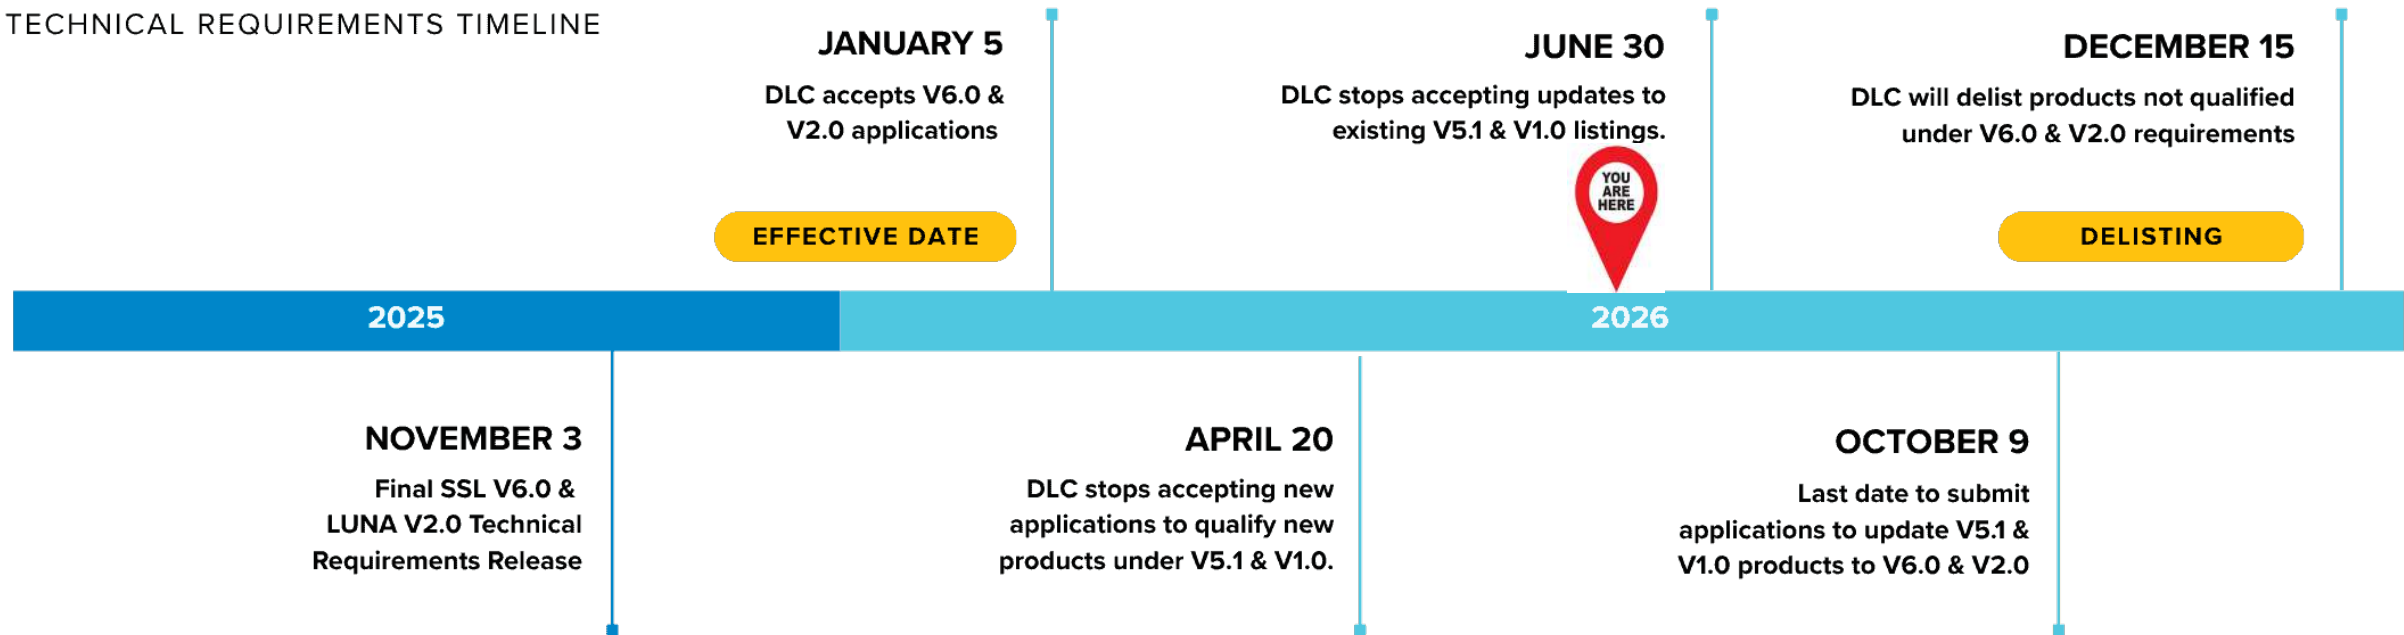 TECHNICAL REQUIREMENTS TIMELINE
JANUARY 5
DLC accepts V6.0 &
V2.0 applications
EFFECTIVE DATE
JUNE 30
DLC stops accepting updates to
existing V5.1 & V1.0 listings.
YOU
ARE
HERE
DECEMBER 15
DLC will delist products not qualified
under V6.0 & V2.0 requirements
DELISTING
2025
2026
NOVEMBER 3
Final SSL V6.0 &
LUNA V2.0 Technical
Requirements Release
APRIL 20
DLC stops accepting new
applications to qualify new
products under V5.1 & V1.0.
OCTOBER 9
Last date to submit
applications to update V5.1 &
V1.0 products to V6.0 & V2.0